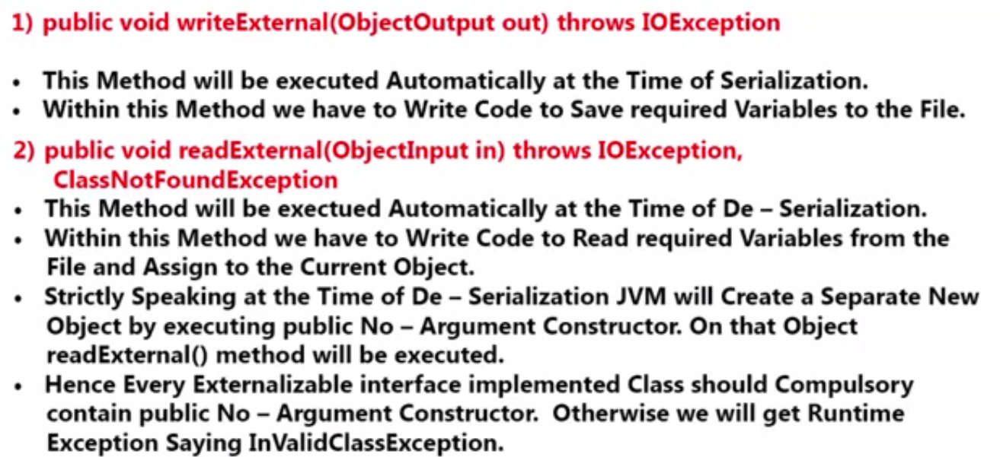 1) public void writeExternal(ObjectOutput out) throws IOException
• This Method will be executed Automatically at the Time of Serialization.
• Within this Method we have to Write Code to Save required Variables to the File.
2) public void readExternal(ObjectInput in) throws IOException,
ClassNotFoundException
• This Method will be exectued Automatically at the Time of De – Serialization.
• Within this Method we have to Write Code to Read required Variables from the
File and Assign to the Current Object.
• Strictly Speaking at the Time of De – Serialization JVM will Create a Separate New
Object by executing public No – Argument Constructor. On that Object
readExternal() method will be executed.
• Hence Every Externalizable interface implemented Class should Compulsory
contain public No – Argument Constructor. Otherwise we will get Runtime
Exception Saying InValidClassException.